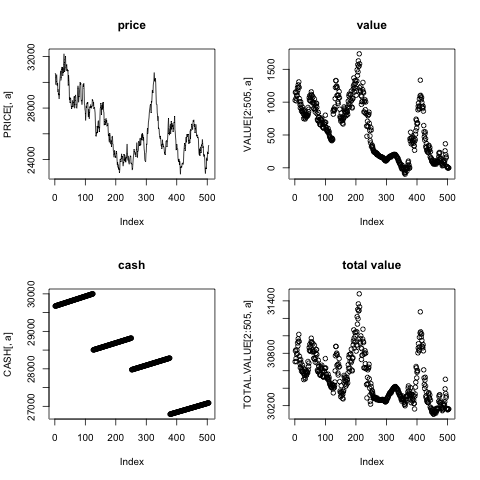 price
PRICE[, a]
32000
28000
24000
0 100 200 300 400 500
Index
value
VALUE[2:505, a]
1500
1000
500
0
0 100 200 300 400 500
Index
cash
CASH[, a]
30000
29000
28000
27000
0 100 200 300 400 500
Index
total value
TOTAL.VALUE[2:505, a]
31400
30600
30200
0 100 200 300 400 500
Index